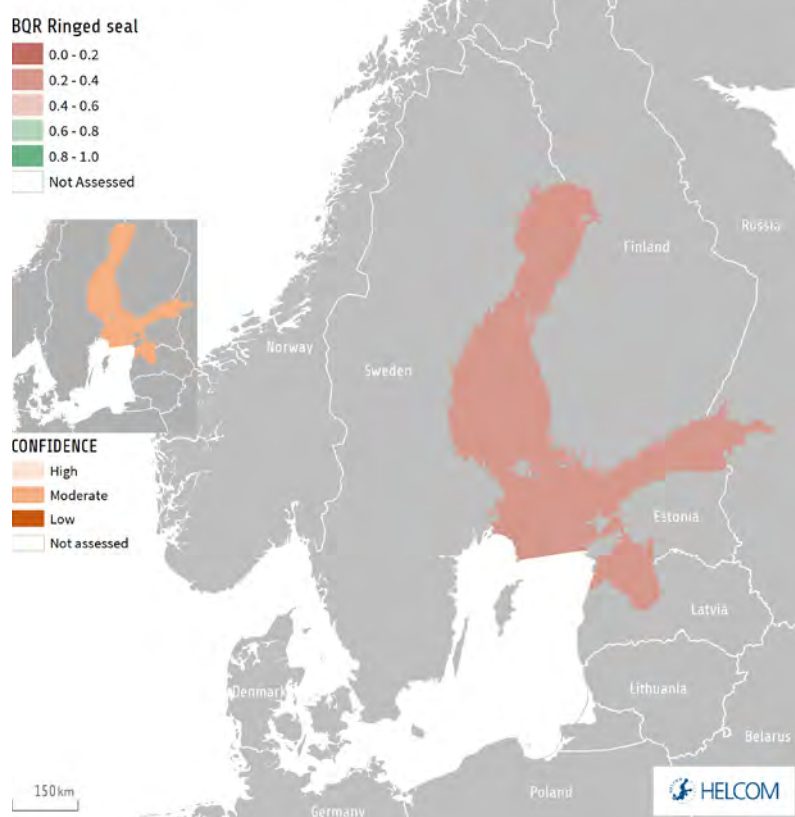 BQR Ringed seal
0.0 - 0.2
0.2 - 0.4
0.4 - 0.6
0.6 - 0.8
0.8 - 1.0
Not Assessed
Russia
Finland
Norway
Sweden
CONFIDENCE
High
Moderate
Low
Not assessed
Estonia
Latvia
Lithuania
Denmark
Belarus
150km
Poland
HELCOM
Germany